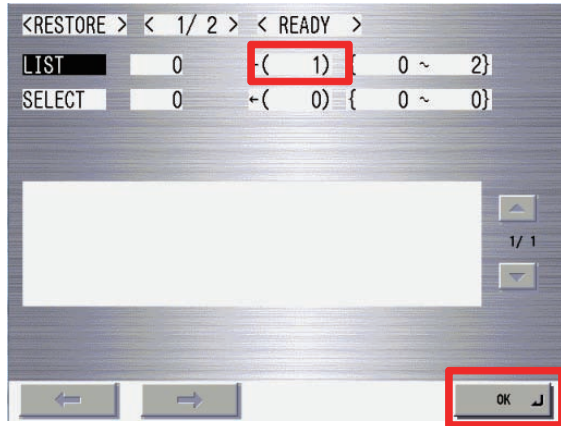 <RESTORE > < 1/ 2 > < READY >
LIST 0 ←( 1) { 0 ~ 2}
SELECT 0 ←( 0) { 0 ~ 0}
1/ 1
OK